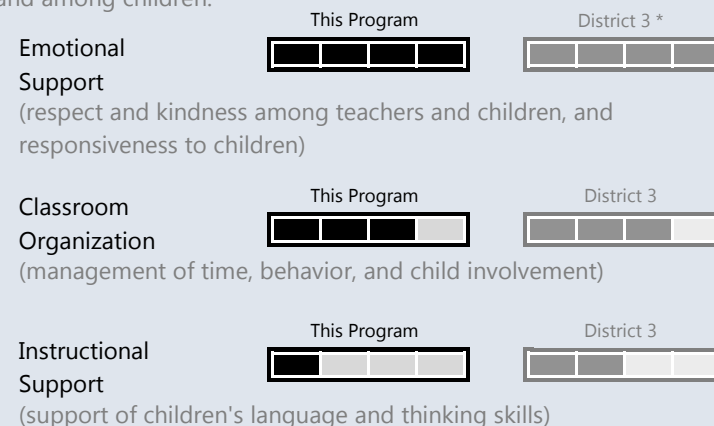 and among children.
This Program District 3 *
Emotional
Support
(respect and kindness among teachers and children, and
responsiveness to children)
This Program District 3
Classroom
Organization
(management of time, behavior, and child involvement)
This Program District 3
Instructional
Support
(support of children's language and thinking skills)